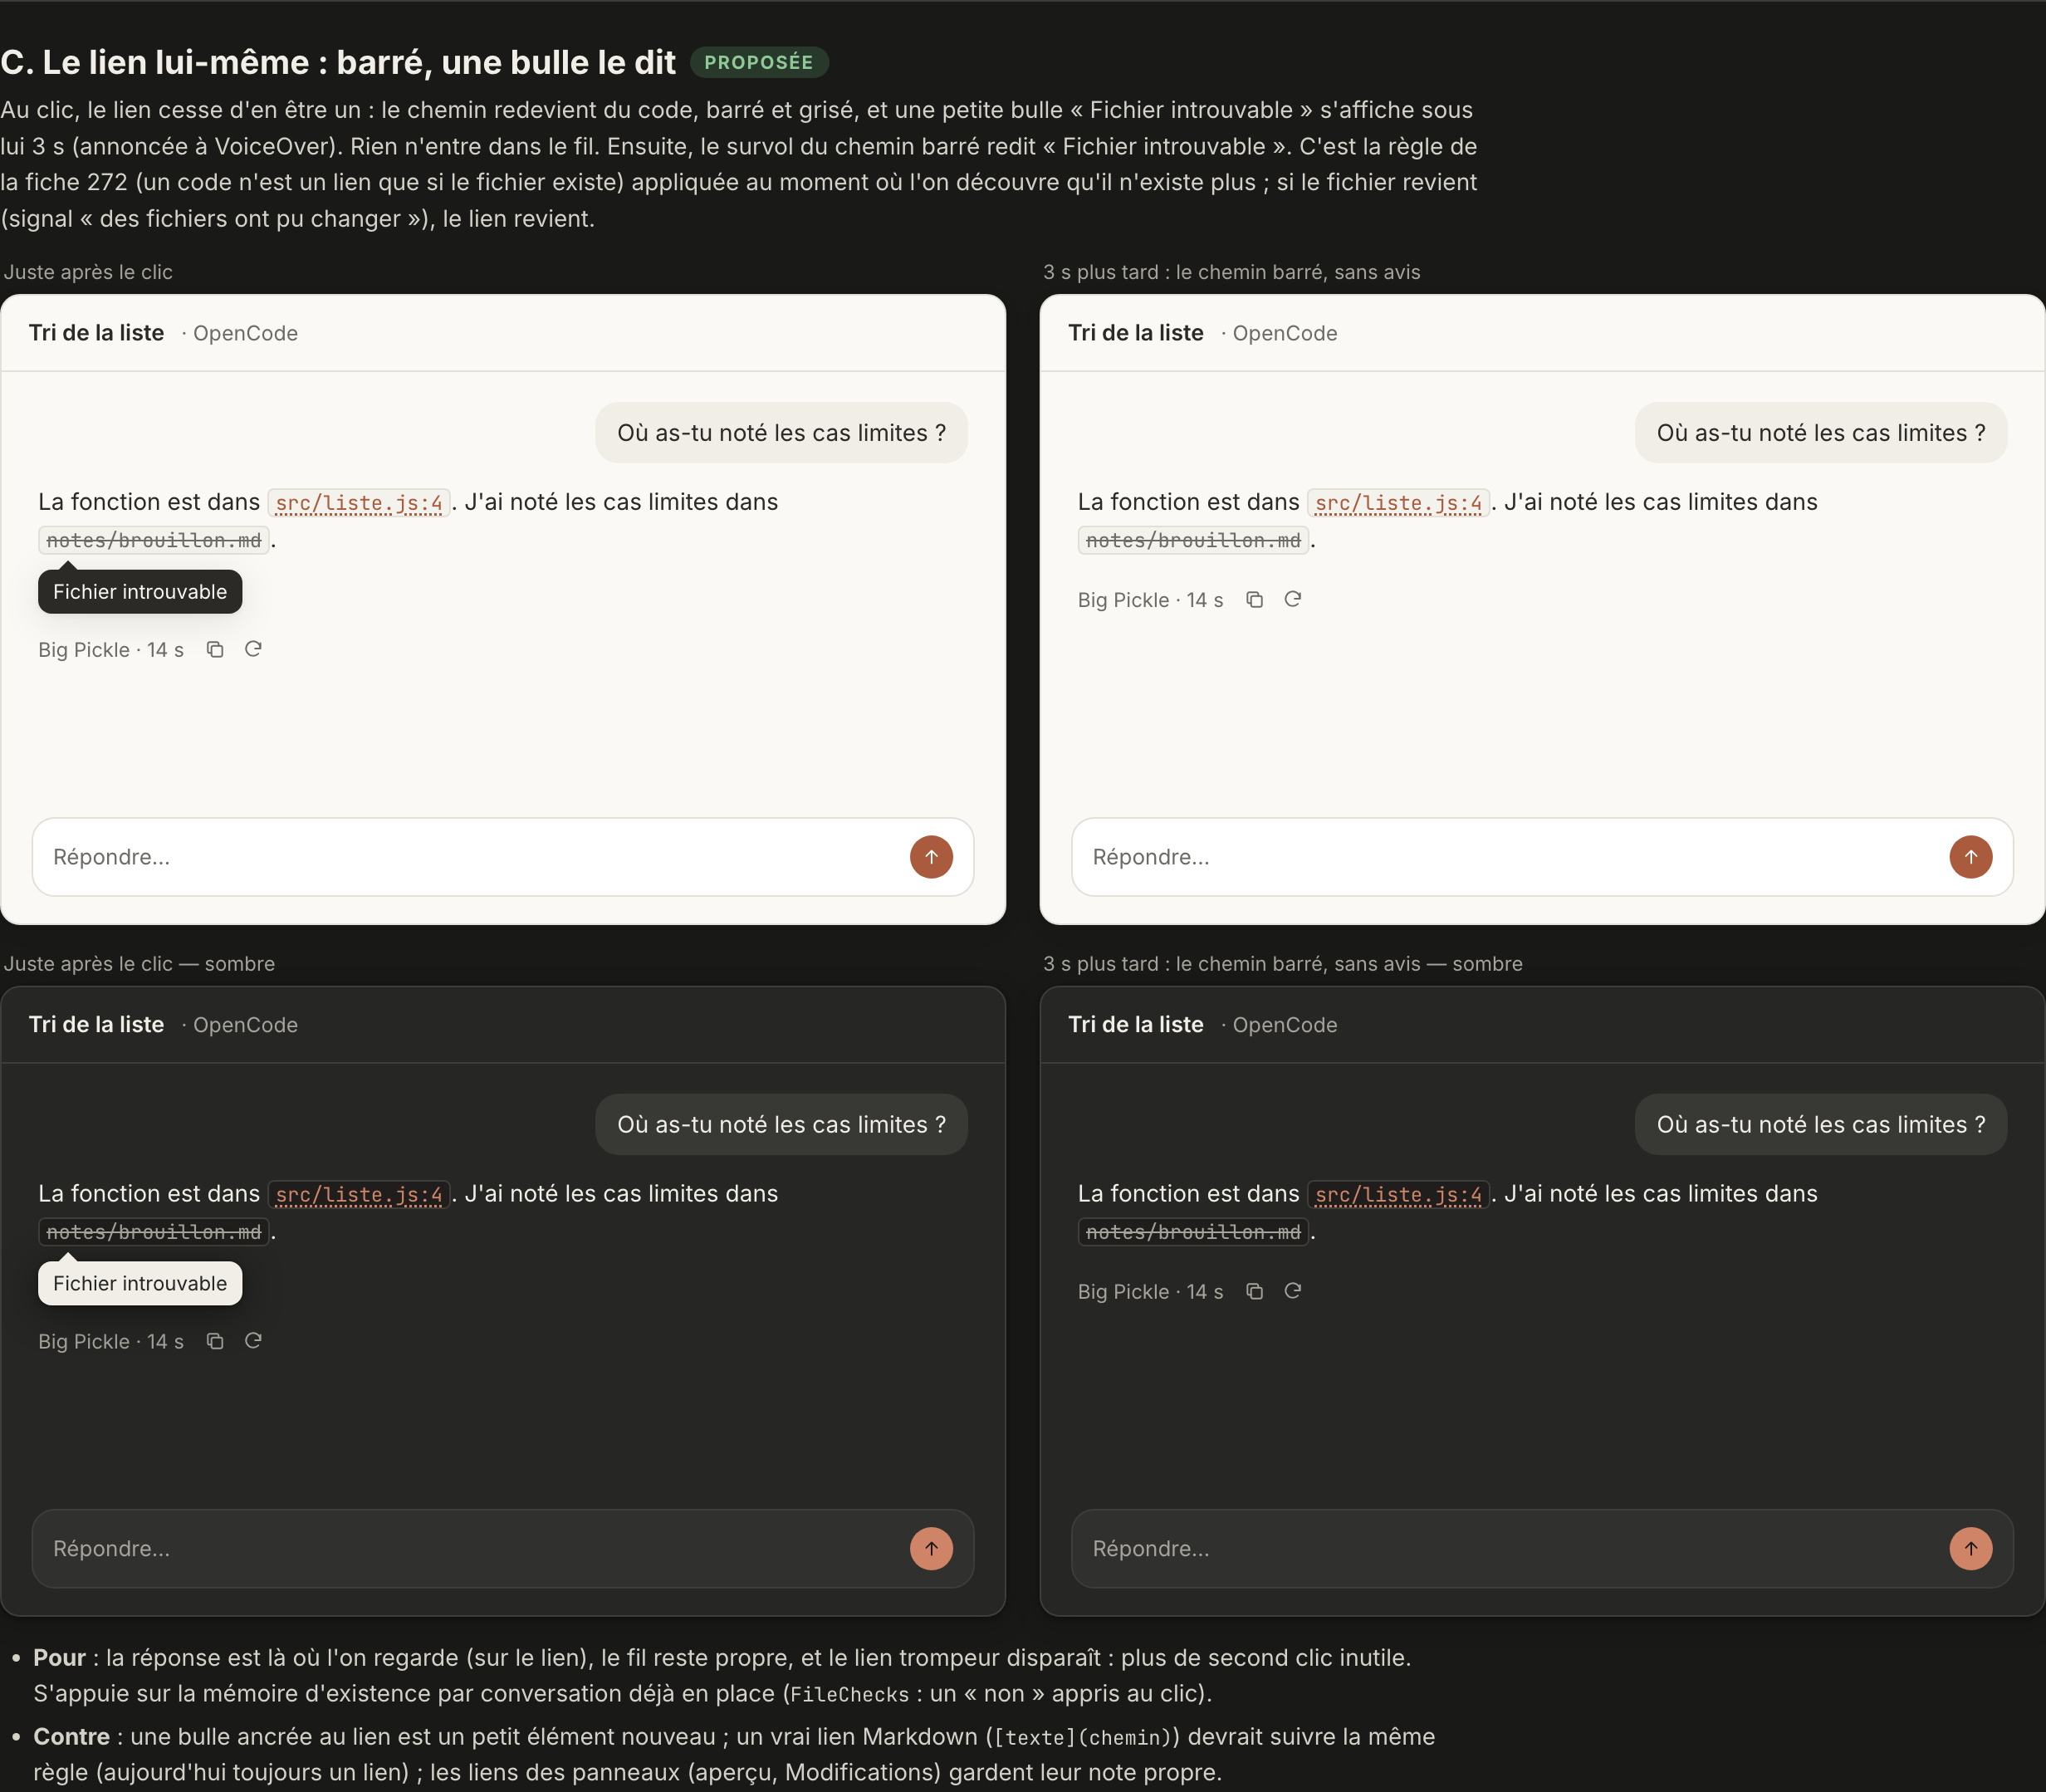 C. Le lien lui-même : barré, une bulle le dit PROPOSÉE
Au clic, le lien cesse d'en être un : le chemin redevient du code, barré et grisé, et une petite bulle « Fichier introuvable » s'affiche sous
lui 3 s (annoncée à VoiceOver). Rien n'entre dans le fil. Ensuite, le survol du chemin barré redit « Fichier introuvable ». C'est la règle de
la fiche 272 (un code n'est un lien que si le fichier existe) appliquée au moment où l'on découvre qu'il n'existe plus ; si le fichier revient
(signal « des fichiers ont pu changer »), le lien revient.
Juste après le clic
Tri de la liste · OpenCode
Où as-tu noté les cas limites ?
La fonction est dans src/liste.js:4. J'ai noté les cas limites dans
notes/brouillon.md.
Fichier introuvable
Big Pickle · 14 s
Répondre...
3 s plus tard : le chemin barré, sans avis
Tri de la liste · OpenCode
Où as-tu noté les cas limites ?
La fonction est dans src/liste.js:4. J'ai noté les cas limites dans
notes/brouillon.md.
Big Pickle · 14 s
Répondre...
Juste après le clic — sombre
Tri de la liste · OpenCode
Où as-tu noté les cas limites ?
La fonction est dans src/liste.js:4. J'ai noté les cas limites dans
notes/brouillon.md.
Fichier introuvable
Big Pickle · 14 s
Répondre...
3 s plus tard : le chemin barré, sans avis — sombre
Tri de la liste · OpenCode
Où as-tu noté les cas limites ?
La fonction est dans src/liste.js:4. J'ai noté les cas limites dans
notes/brouillon.md.
Big Pickle · 14 s
Répondre...
• Pour : la réponse est là où l'on regarde (sur le lien), le fil reste propre, et le lien trompeur disparaît : plus de second clic inutile.
S'appuie sur la mémoire d'existence par conversation déjà en place (FileChecks : un « non » appris au clic).
• Contre : une bulle ancrée au lien est un petit élément nouveau ; un vrai lien Markdown ([texte](chemin)) devrait suivre la même
règle (aujourd'hui toujours un lien) ; les liens des panneaux (aperçu, Modifications) gardent leur note propre.